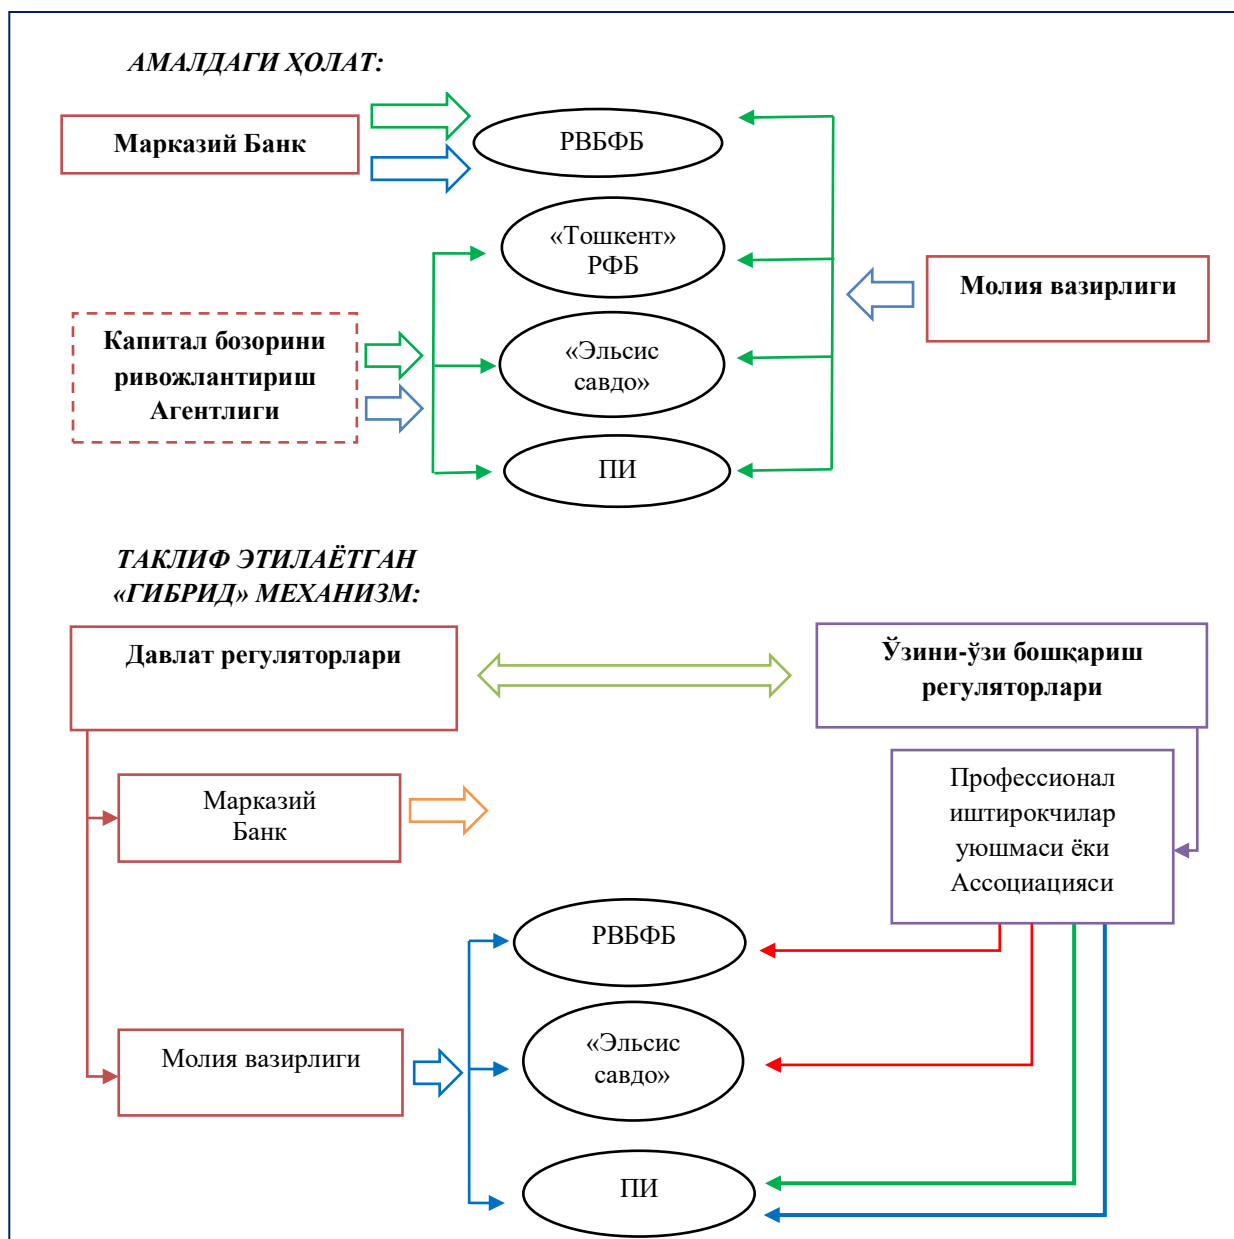 АМАЛДАГИ ҲОЛАТ:
Марказий Банк
РВБФБ
«Тошкент»
РФБ
Молия вазирлиги
Капитал бозорини
ривожлантириш
Агентлиги
«Эльсис
савдо»
ПИ
ТАКЛИФ ЭТИЛАЁТГАН
«ГИБРИД» МЕХАНИЗМ:
Давлат регуляторлари
Ўзини-ўзи бошқариш
регуляторлари
Марказий
Банк
Профессионал
иштирокчилар
уюшмаси ёки
Ассоциацияси
РВБФБ
Молия вазирлиги
«Эльсис
савдо»
ПИ